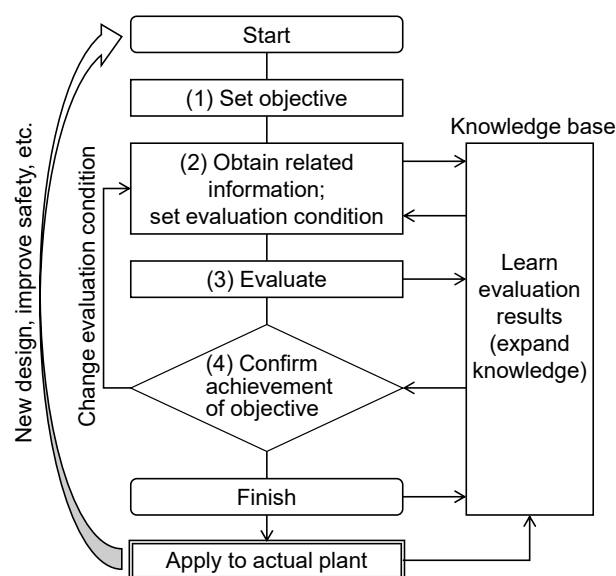 Start
(1) Set objective
Knowledge base
(2) Obtain related
information;
set evaluation condition
(3) Evaluate
Learn
evaluation
results
(expand
knowledge)
(4) Confirm
achievement
of objective
Finish
Apply to actual plant
New design, improve safety, etc.
Change evaluation condition